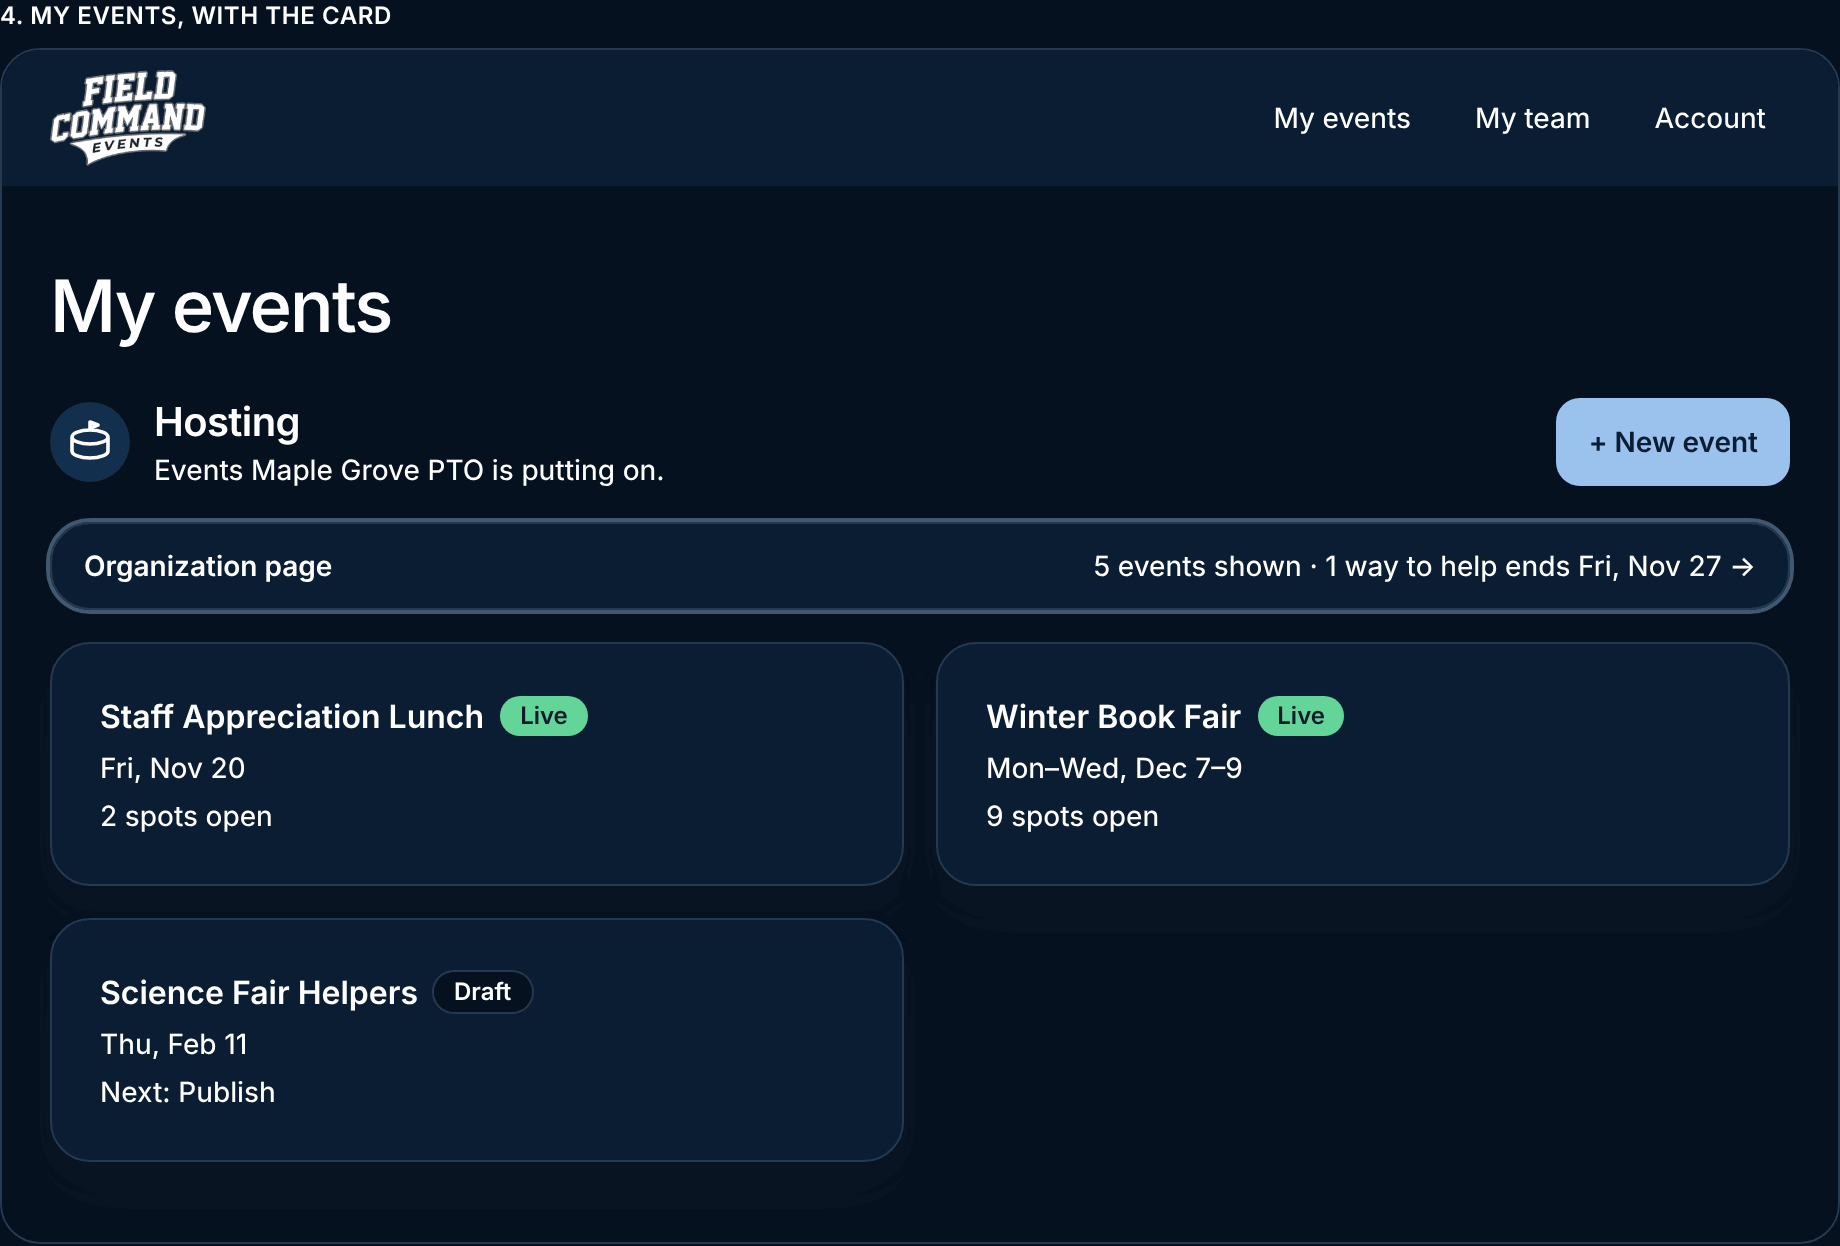 4. MY EVENTS, WITH THE CARD
FIELD
COMMAND
EVENTS
My events
My team
Account
My events
Hosting
Events Maple Grove PTO is putting on.
+ New event
Organization page
5 events shown · 1 way to help ends Fri, Nov 27 →
Staff Appreciation Lunch
Live
Fri, Nov 20
2 spots open
Winter Book Fair
Live
Mon–Wed, Dec 7–9
9 spots open
Science Fair Helpers
Draft
Thu, Feb 11
Next: Publish